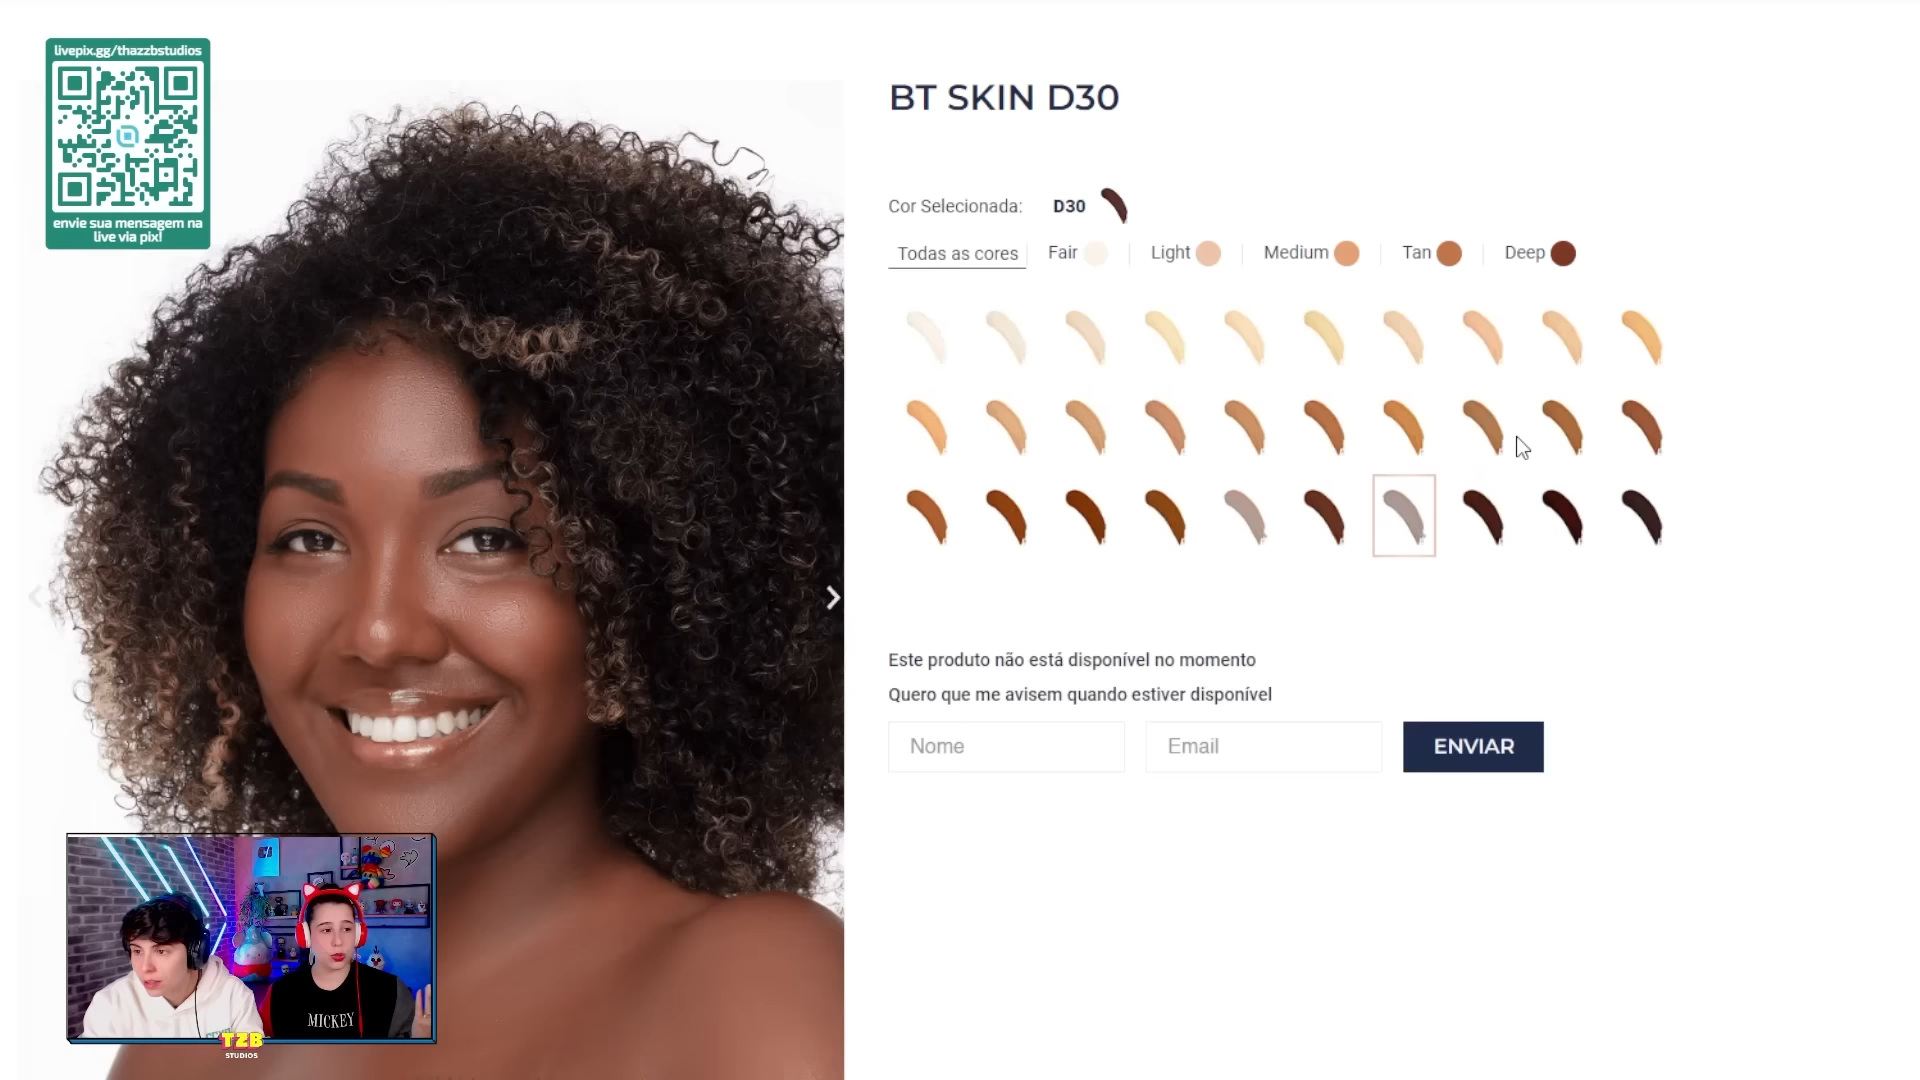 livepix.gg/thazzbstudios
envie sua mensagem na
live via pix!
BT SKIN D30
Cor Selecionada: D30
Todas as cores Fair Light Medium Tan Deep
Este produto não está disponível no momento
Quero que me avisem quando estiver disponível
Nome Email ENVIAR
MICKEY
TZB
STUDIOS